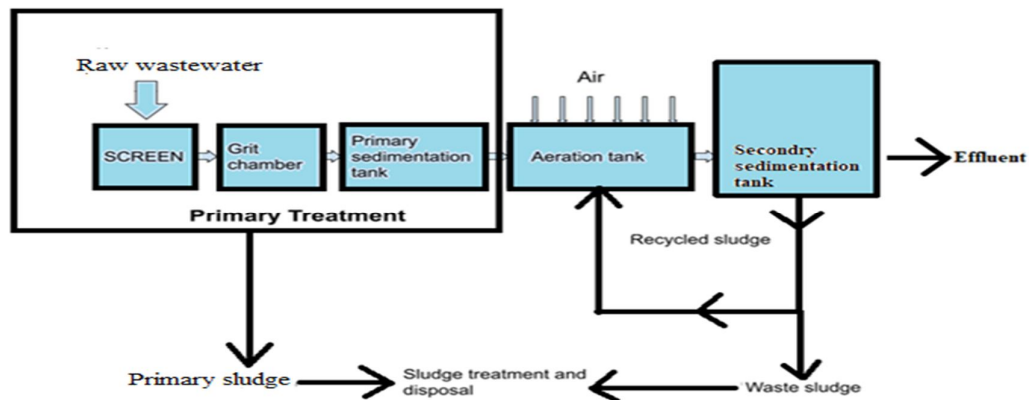 Raw wastewater
Air
SCREEN
Grit
chamber
Primary
sedimentation
tank
Aeration tank
Secondry
sedimentation
tank
Effluent
Primary Treatment
Recycled sludge
Primary sludge
Sludge treatment and
disposal
Waste sludge